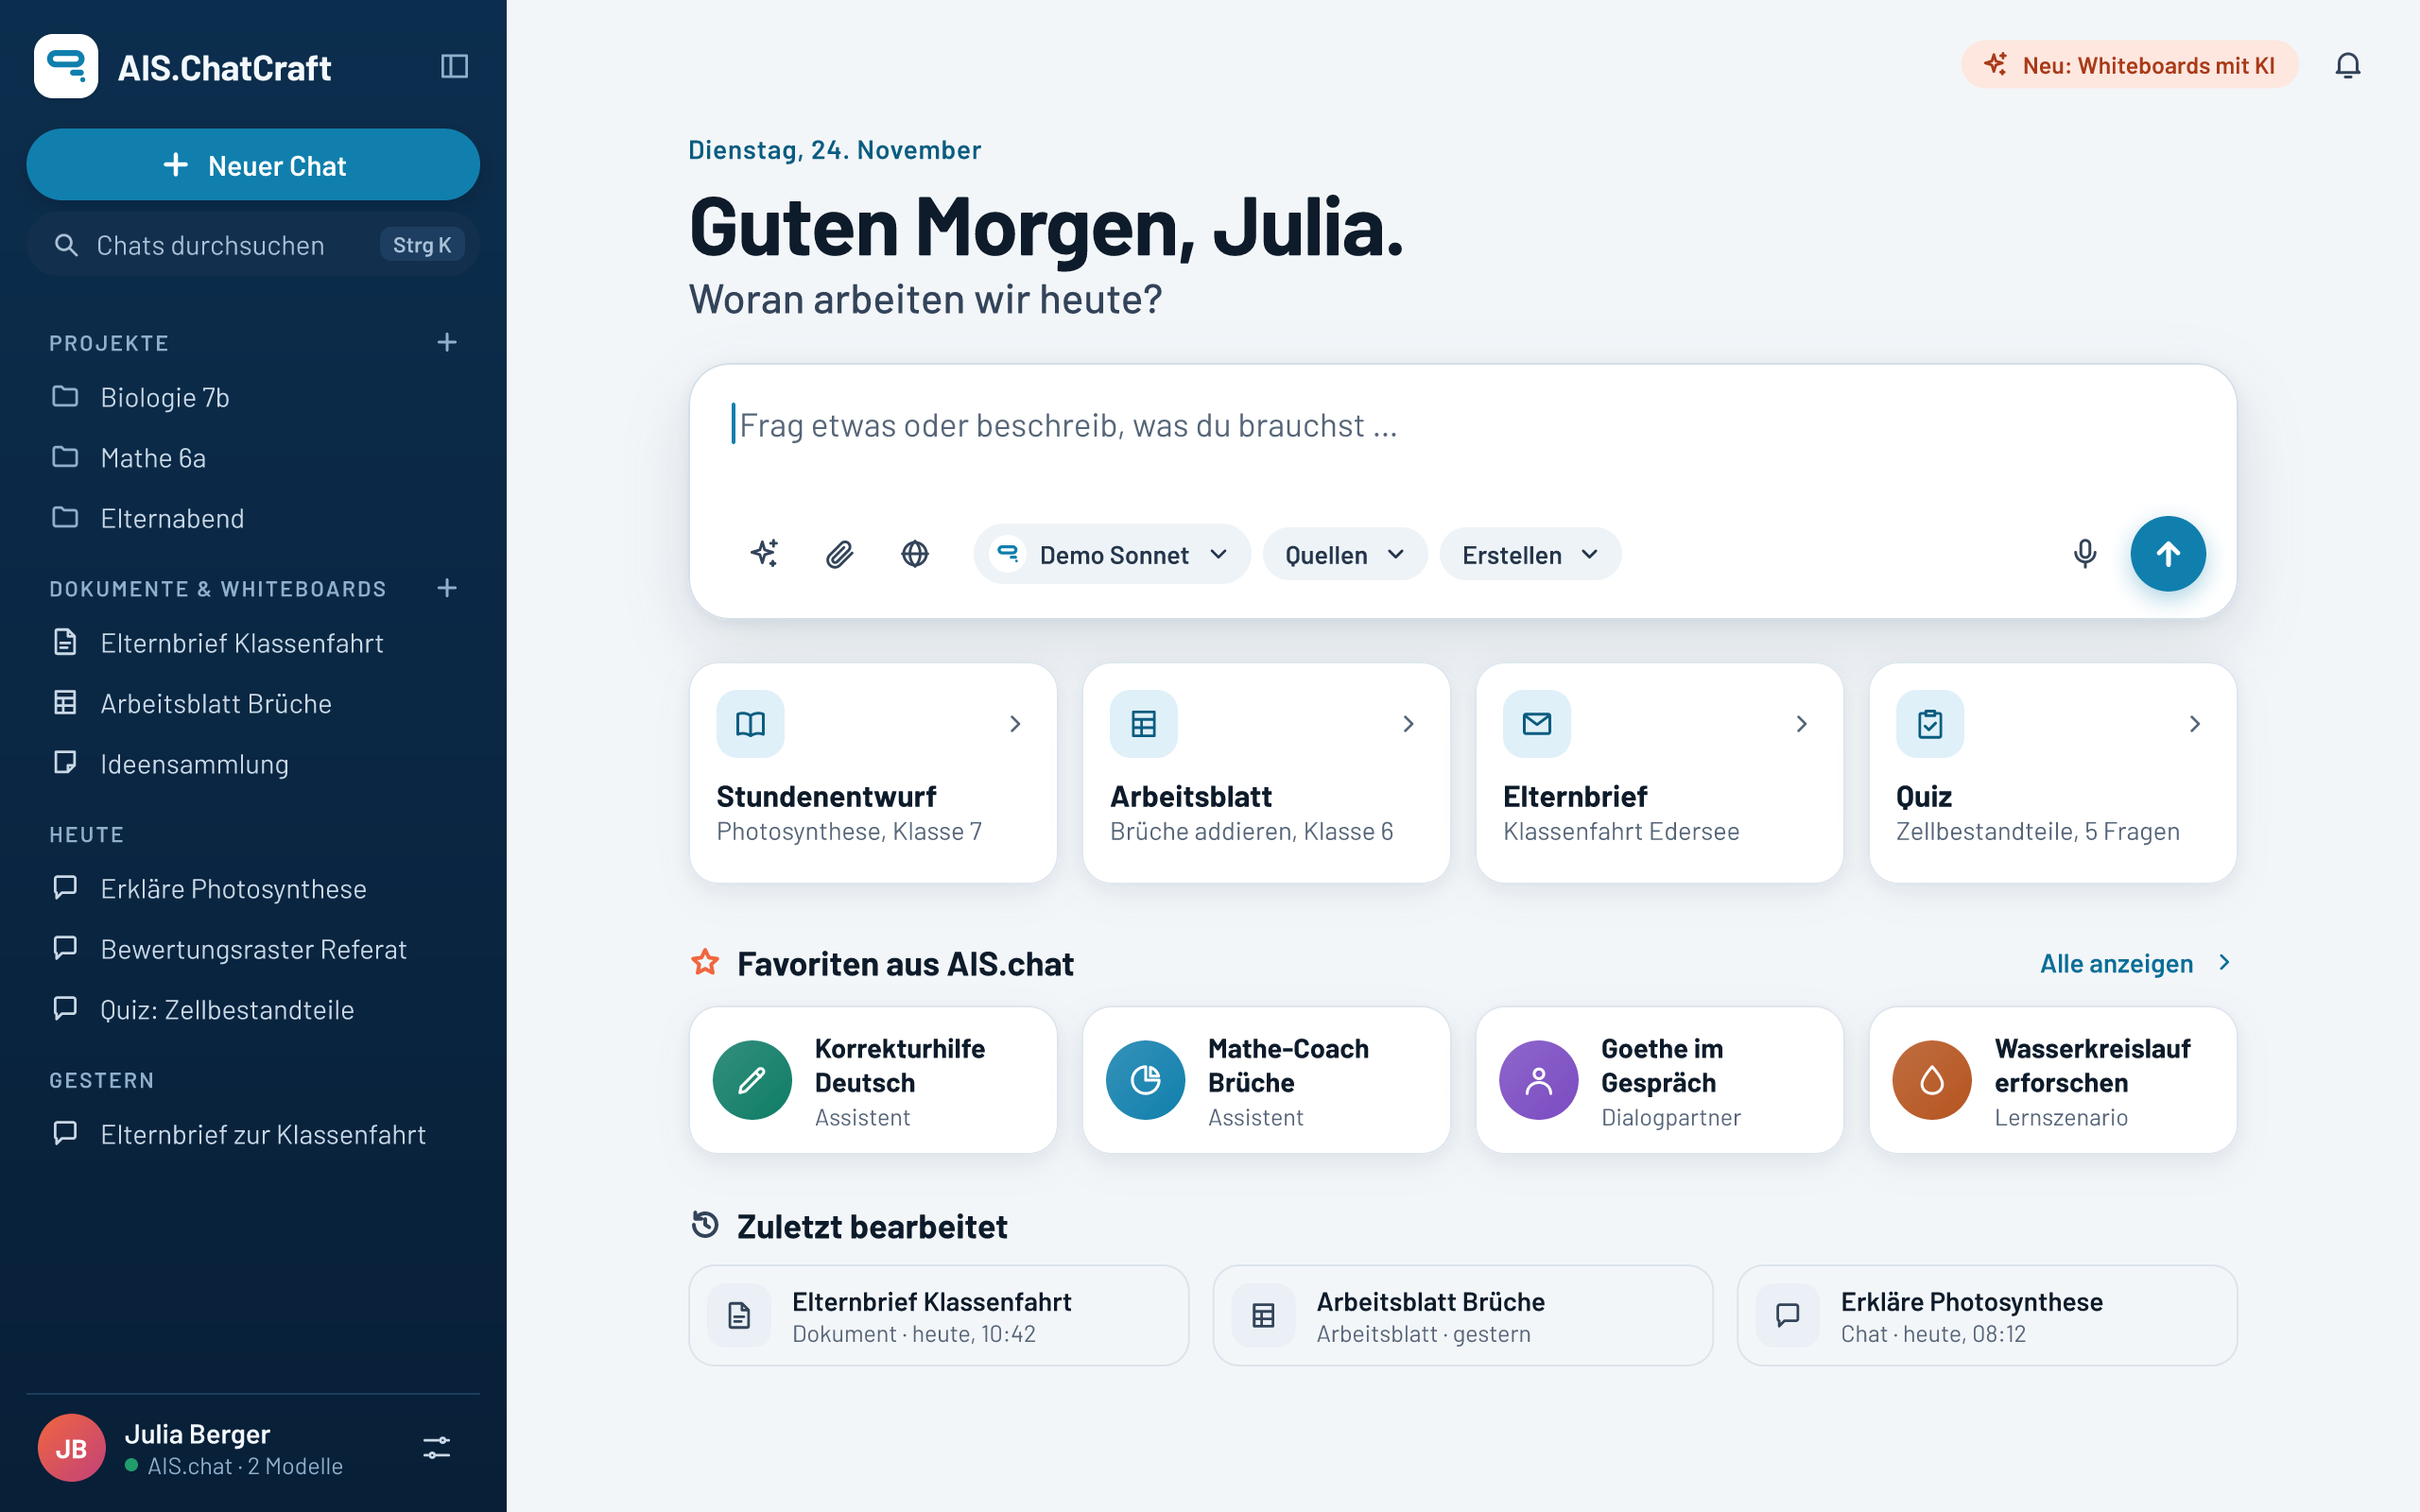 AIS.ChatCraft
Neuer Chat
Chats durchsuchen
Strg K
PROJEKTE
Biologie 7b
Mathe 6a
Elternabend
DOKUMENTE & WHITEBOARDS
Elternbrief Klassenfahrt
Arbeitsblatt Brüche
Ideensammlung
HEUTE
Erkläre Photosynthese
Bewertungsraster Referat
Quiz: Zellbestandteile
GESTERN
Elternbrief zur Klassenfahrt
JB
Julia Berger
AIS.chat · 2 Modelle
Neu: Whiteboards mit KI
Dienstag, 24. November
Guten Morgen, Julia.
Woran arbeiten wir heute?
Frag etwas oder beschreib, was du brauchst ...
Demo Sonnet
Quellen
Erstellen
Stundenentwurf
Photosynthese, Klasse 7
Arbeitsblatt
Brüche addieren, Klasse 6
Elternbrief
Klassenfahrt Edersee
Quiz
Zellbestandteile, 5 Fragen
Favoriten aus AIS.chat
Alle anzeigen
Korrekturhilfe
Deutsch
Assistent
Mathe-Coach
Brüche
Assistent
Goethe im
Gespräch
Dialogpartner
Wasserkreislauf
erforschen
Lernszenario
Zuletzt bearbeitet
Elternbrief Klassenfahrt
Dokument · heute, 10:42
Arbeitsblatt Brüche
Arbeitsblatt · gestern
Erkläre Photosynthese
Chat · heute, 08:12